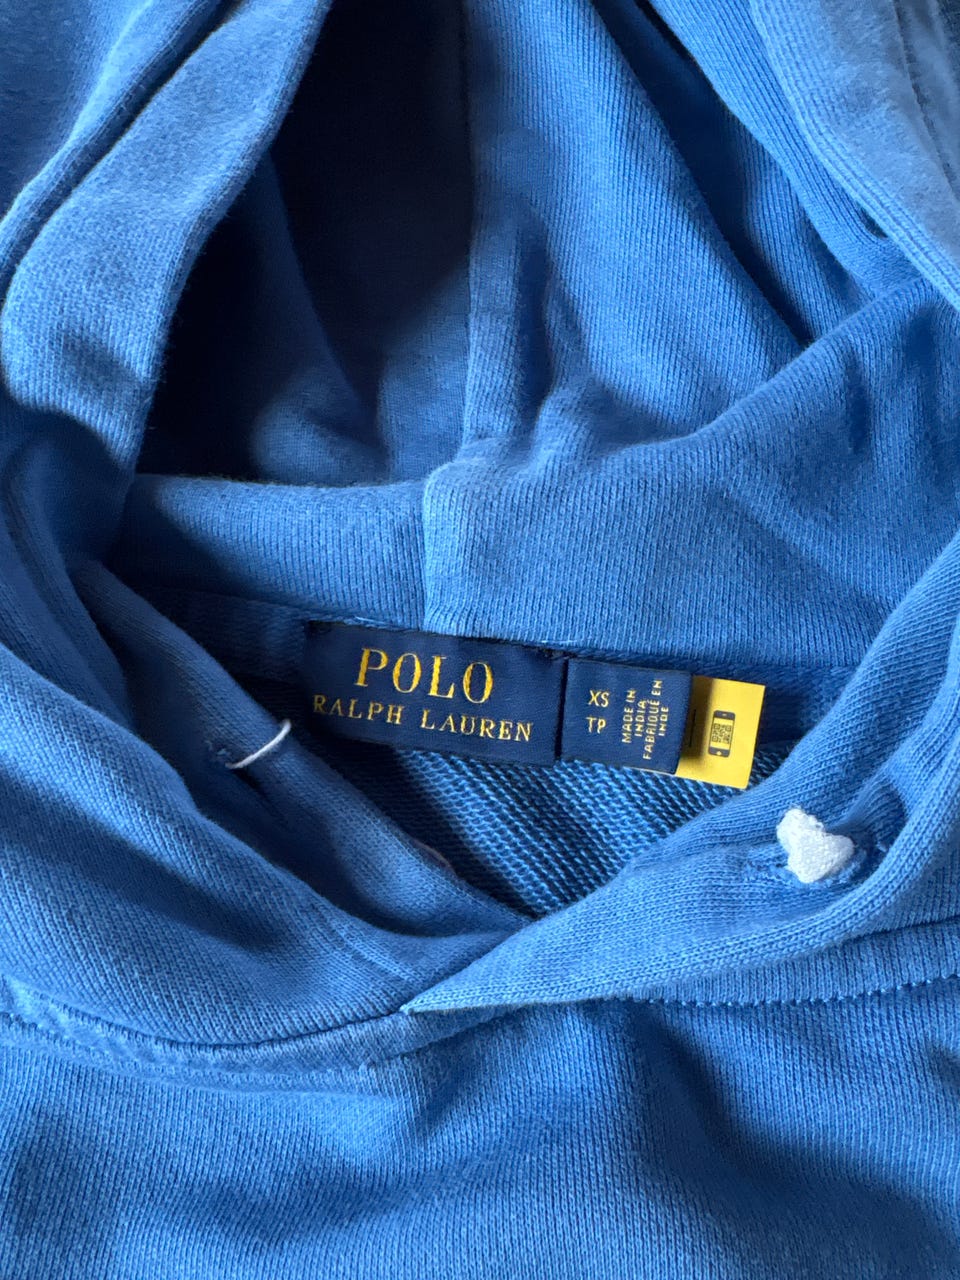 POLO
RALPH LAUREN
XS
TP
MADE IN
INDIA
FABRIQUÉ EN
INDE